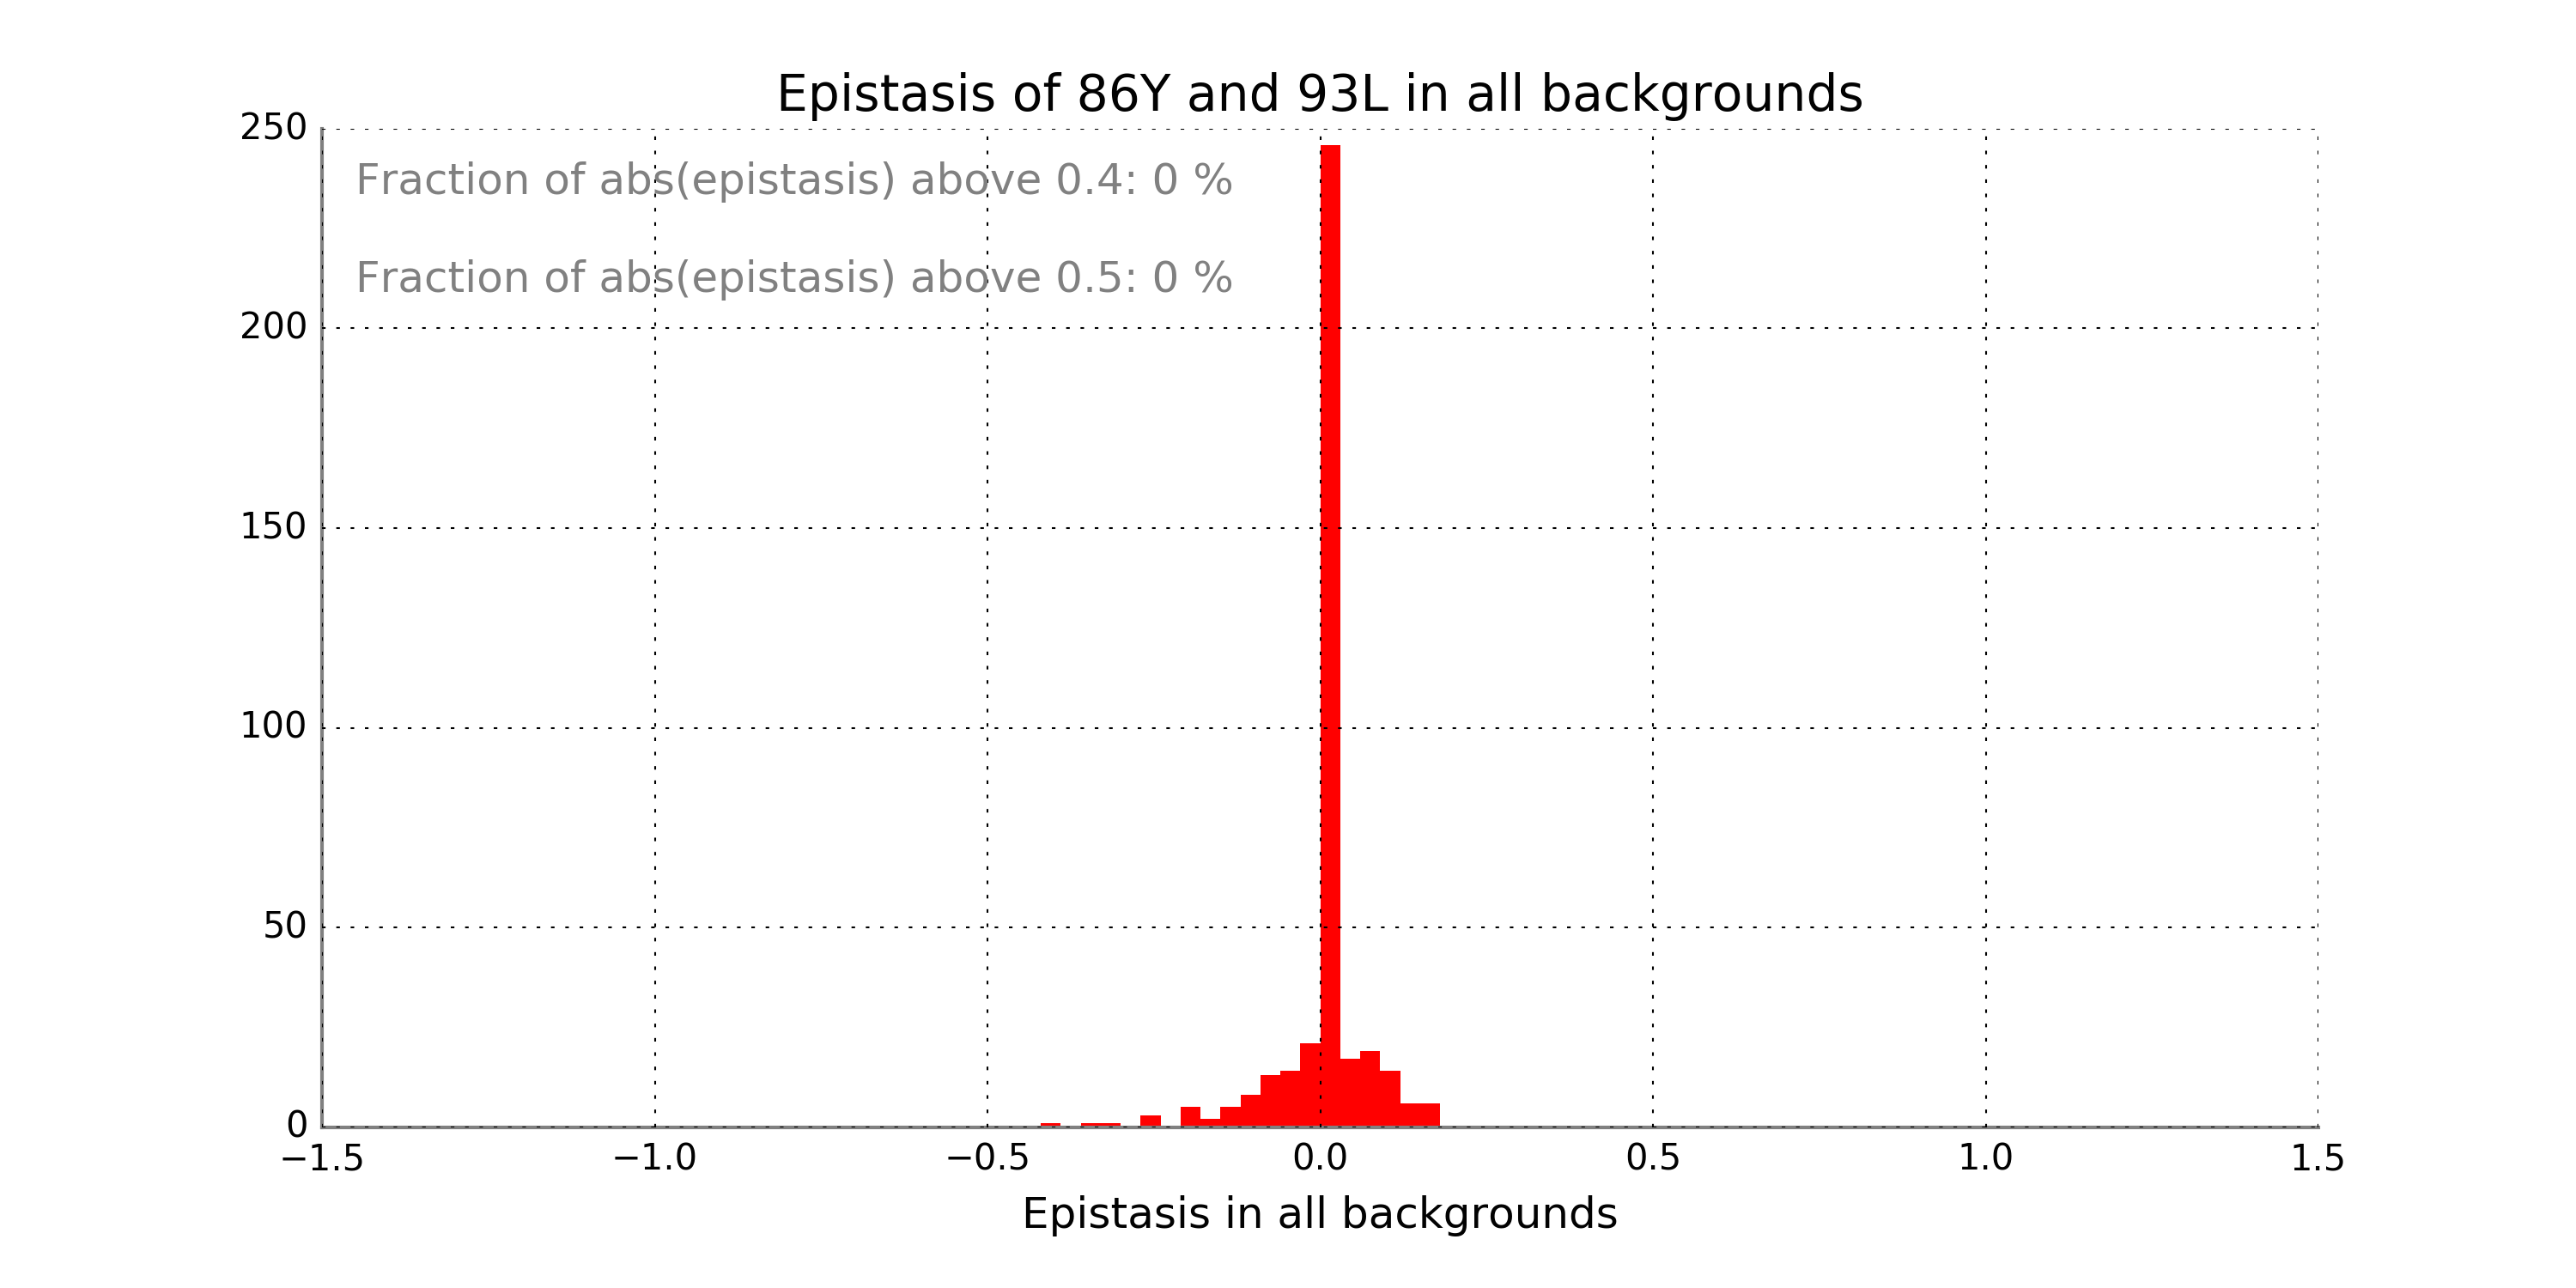 Epistasis of 86Y and 93L in all backgrounds
250
Fraction of abs(epistasis) above 0.4: 0 %
Fraction of abs(epistasis) above 0.5: 0 %
200
150
100
50
0
−1.5 −1.0 −0.5 0.0 0.5 1.0 1.5
Epistasis in all backgrounds